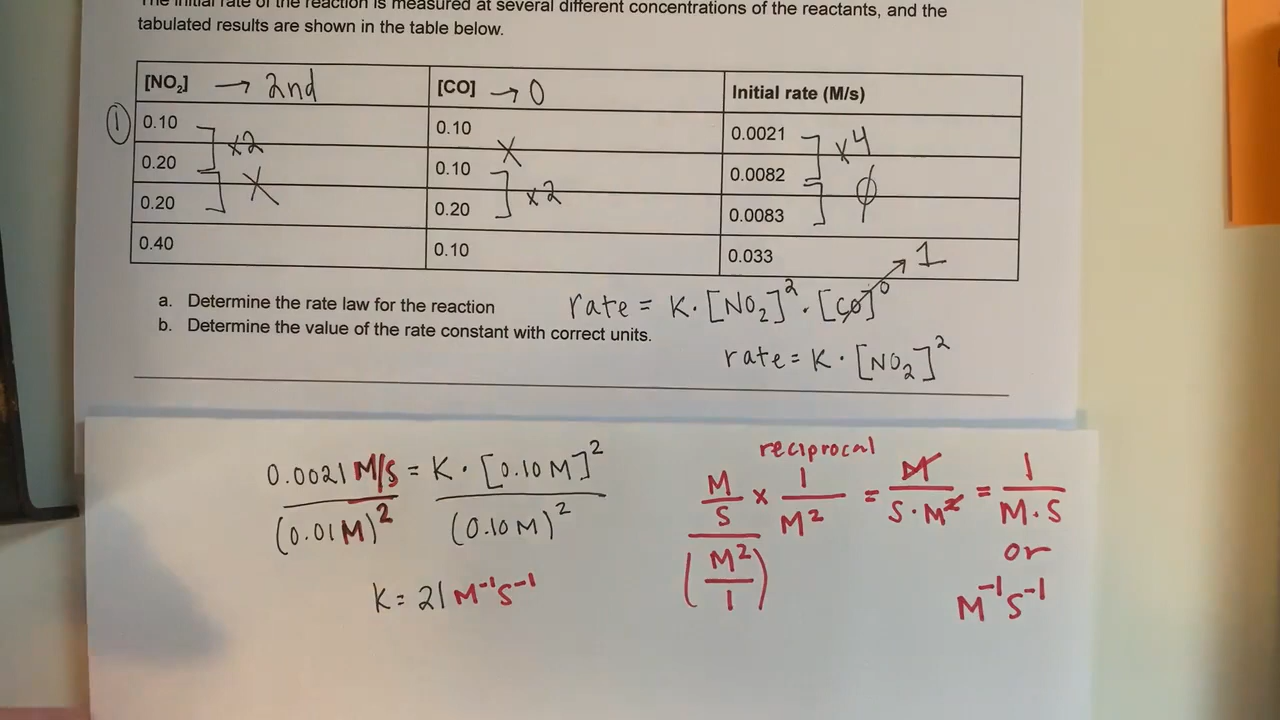 The initial rate of the reaction is measured at several different concentrations of the reactants, and the
tabulated results are shown in the table below.
[NO₂] → 2nd [CO] → 0 Initial rate (M/s)
① 0.10 0.10 0.0021
x2 X x4
0.20 0.10 0.0082
X x2 ϕ
0.20 0.20 0.0083
0.40 0.10 0.033
1
a. Determine the rate law for the reaction rate = K · [NO₂]² · [CO]⁰
b. Determine the value of the rate constant with correct units.
rate = K · [NO₂]²
0.0021 M/s = K · [0.10M]²
(0.01M)² (0.10M)²
K = 21 M⁻¹S⁻¹
reciprocal
M/S x 1/M² = M/S·M² = 1/M·S
(M²/1)
or
M⁻¹S⁻¹